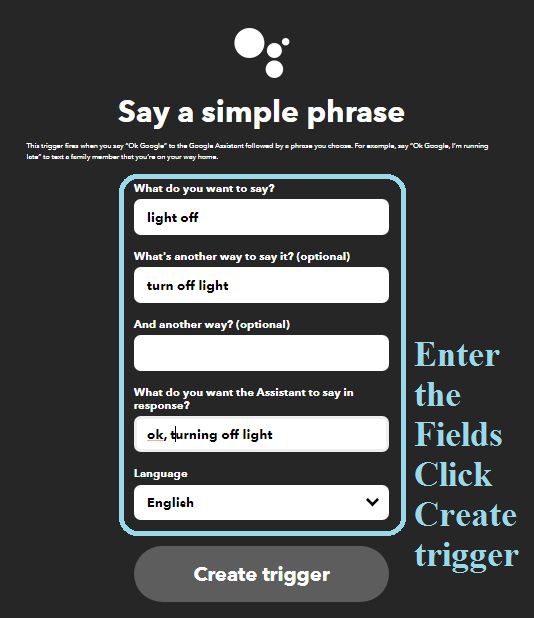 Say a simple phrase
This trigger fires when you say "Ok Google" to the Google Assistant followed by a phrase you choose. For example, say "Ok Google, I'm running
late" to text a family member that you're on your way home.
What do you want to say?
light off
What's another way to say it? (optional)
turn off light
And another way? (optional)
What do you want the Assistant to say in
response?
ok, turning off light
Language
English
Create trigger
Enter
the
Fields
Click
Create
trigger